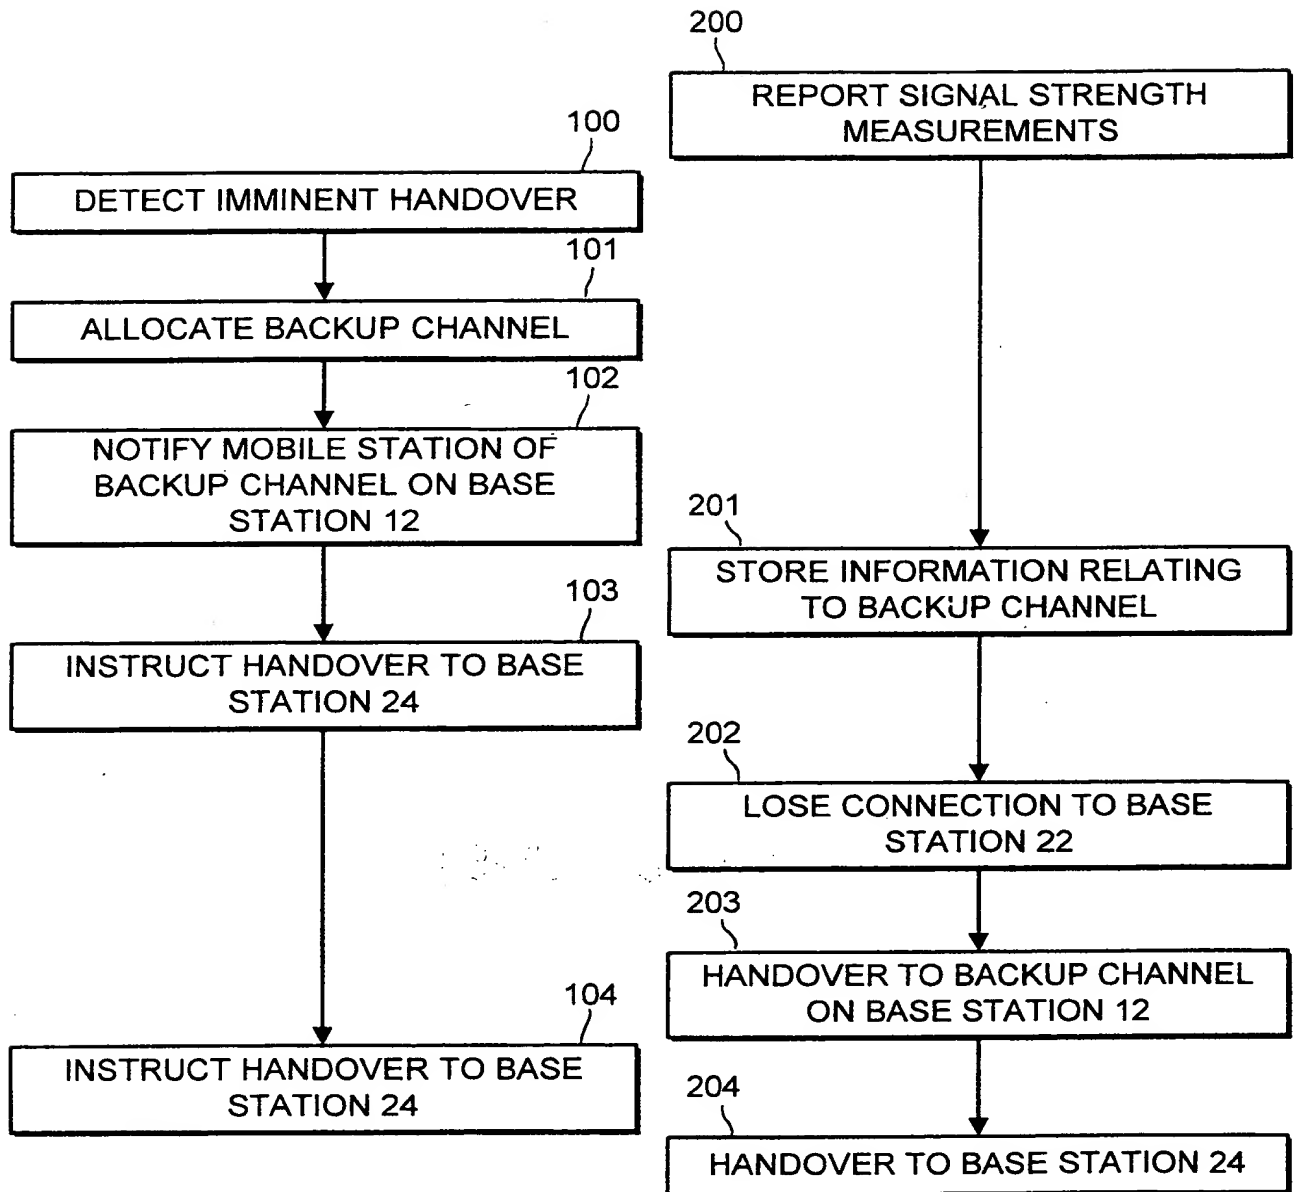 100
DETECT IMMINENT HANDOVER
101
ALLOCATE BACKUP CHANNEL
102
NOTIFY MOBILE STATION OF
BACKUP CHANNEL ON BASE
STATION 12
103
INSTRUCT HANDOVER TO BASE
STATION 24
104
INSTRUCT HANDOVER TO BASE
STATION 24
200
REPORT SIGNAL STRENGTH
MEASUREMENTS
201
STORE INFORMATION RELATING
TO BACKUP CHANNEL
202
LOSE CONNECTION TO BASE
STATION 22
203
HANDOVER TO BACKUP CHANNEL
ON BASE STATION 12
204
HANDOVER TO BASE STATION 24